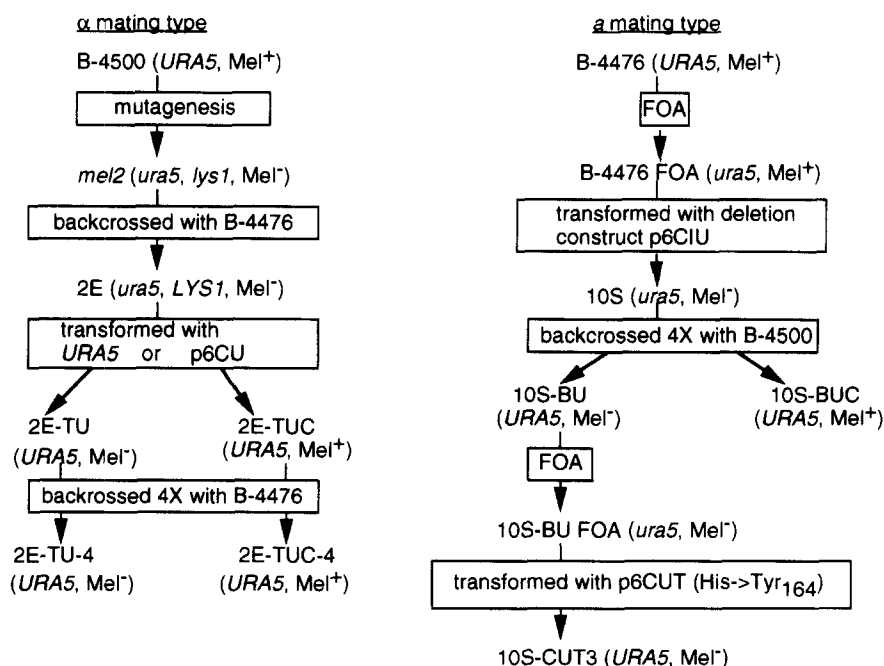 α mating type
B-4500 (URA5, Mel+)
mutagenesis
mel2 (ura5, lys1, Mel-)
backcrossed with B-4476
2E (ura5, LYS1, Mel-)
transformed with
URA5 or p6CU
2E-TU
(URA5, Mel-)
2E-TUC
(URA5, Mel+)
backrossed 4X with B-4476
2E-TU-4
(URA5, Mel-)
2E-TUC-4
(URA5, Mel+)
a mating type
B-4476 (URA5, Mel+)
FOA
B-4476 FOA (ura5, Mel+)
transformed with deletion
construct p6CIU
10S (ura5, Mel-)
backcrossed 4X with B-4500
10S-BU
(URA5, Mel-)
10S-BUC
(URA5, Mel+)
FOA
10S-BU FOA (ura5, Mel-)
transformed with p6CUT (His->Tyr164)
10S-CUT3 (URA5, Mel-)